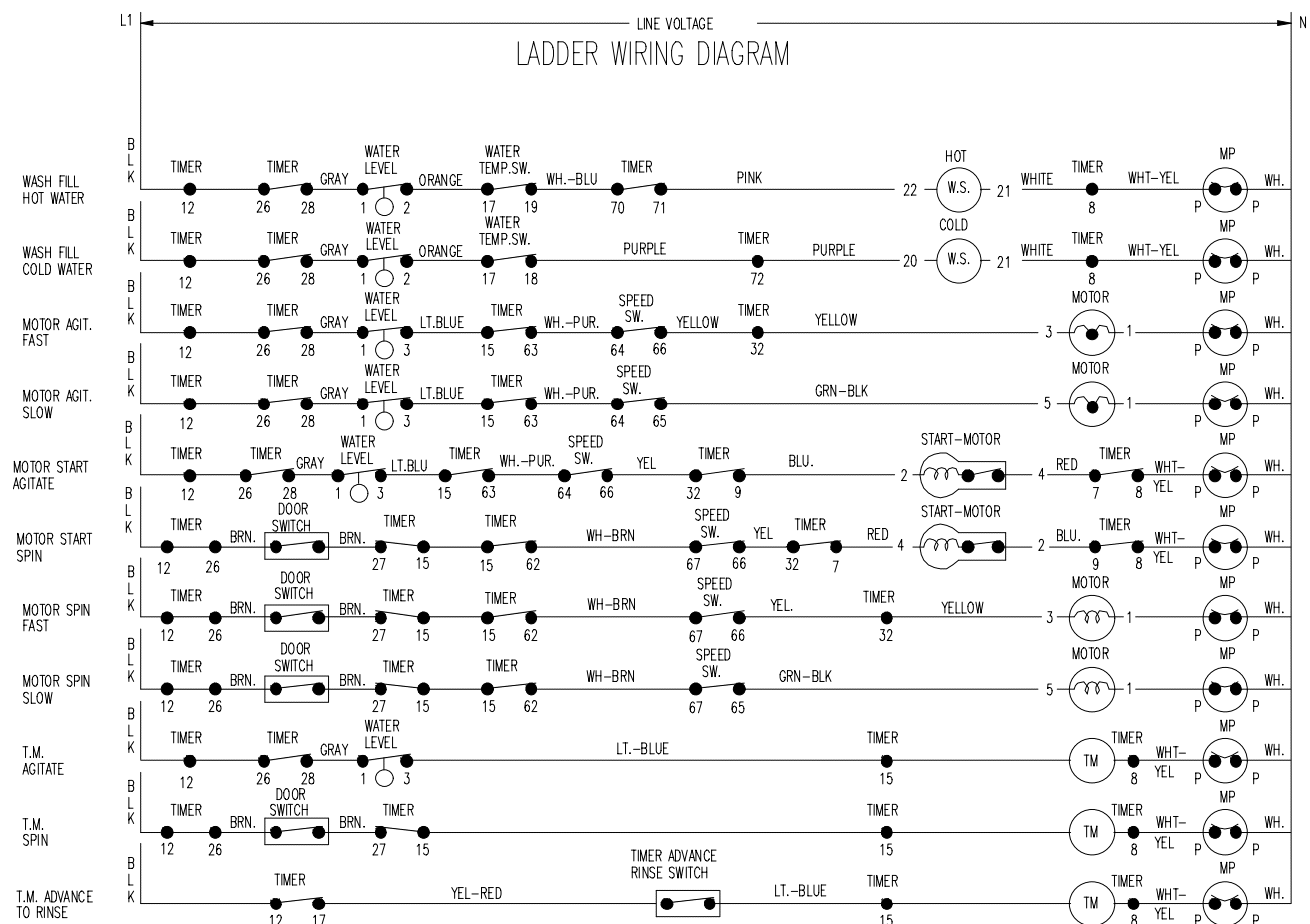 L1 LINE VOLTAGE N
LADDER WIRING DIAGRAM
WASH FILL
HOT WATER
BLK TIMER 12 TIMER 26 28 GRAY WATER LEVEL 1 2 ORANGE WATER TEMP.SW. 17 19 WH.-BLU TIMER 70 71 PINK 22 HOT W.S. 21 WHITE TIMER 8 WHT-YEL MP P P WH.
WASH FILL
COLD WATER
BLK TIMER 12 TIMER 26 28 GRAY WATER LEVEL 1 2 ORANGE WATER TEMP.SW. 17 18 PURPLE TIMER 72 PURPLE 20 COLD W.S. 21 WHITE TIMER 8 WHT-YEL MP P P WH.
MOTOR AGIT.
FAST
BLK TIMER 12 TIMER 26 28 GRAY WATER LEVEL 1 3 LT.BLUE TIMER 15 63 WH.-PUR. SPEED SW. 64 66 YELLOW TIMER 32 YELLOW 3 MOTOR 1 MP P P WH.
MOTOR AGIT.
SLOW
BLK TIMER 12 TIMER 26 28 GRAY WATER LEVEL 1 3 LT.BLUE TIMER 15 63 WH.-PUR. SPEED SW. 64 65 GRN-BLK 5 MOTOR 1 MP P P WH.
MOTOR START
AGITATE
BLK TIMER 12 TIMER 26 28 GRAY WATER LEVEL 1 3 LT.BLU TIMER 15 63 WH.-PUR. SPEED SW. 64 66 YEL TIMER 32 9 BLU. 2 START-MOTOR 4 RED TIMER 7 8 WHT-YEL MP P P WH.
MOTOR START
SPIN
BLK TIMER 12 26 BRN. DOOR SWITCH BRN. TIMER 27 15 TIMER 15 62 WH-BRN SPEED SW. 67 66 YEL TIMER 32 7 RED 4 START-MOTOR 2 BLU. TIMER 9 8 WHT-YEL MP P P WH.
MOTOR SPIN
FAST
BLK TIMER 12 26 BRN. DOOR SWITCH BRN. TIMER 27 15 TIMER 15 62 WH-BRN SPEED SW. 67 66 YEL. TIMER 32 YELLOW 3 MOTOR 1 MP P P WH.
MOTOR SPIN
SLOW
BLK TIMER 12 26 BRN. DOOR SWITCH BRN. TIMER 27 15 TIMER 15 62 WH-BRN SPEED SW. 67 65 GRN-BLK 5 MOTOR 1 MP P P WH.
T.M.
AGITATE
BLK TIMER 12 TIMER 26 28 GRAY WATER LEVEL 1 3 LT.-BLUE TIMER 15 TM TIMER 8 WHT-YEL MP P P WH.
T.M.
SPIN
BLK TIMER 12 26 BRN. DOOR SWITCH BRN. TIMER 27 15 TIMER 15 TM TIMER 8 WHT-YEL MP P P WH.
T.M. ADVANCE
TO RINSE
BLK TIMER 12 17 YEL-RED TIMER ADVANCE RINSE SWITCH LT.-BLUE TIMER 15 TM TIMER 8 WHT-YEL MP P P WH.